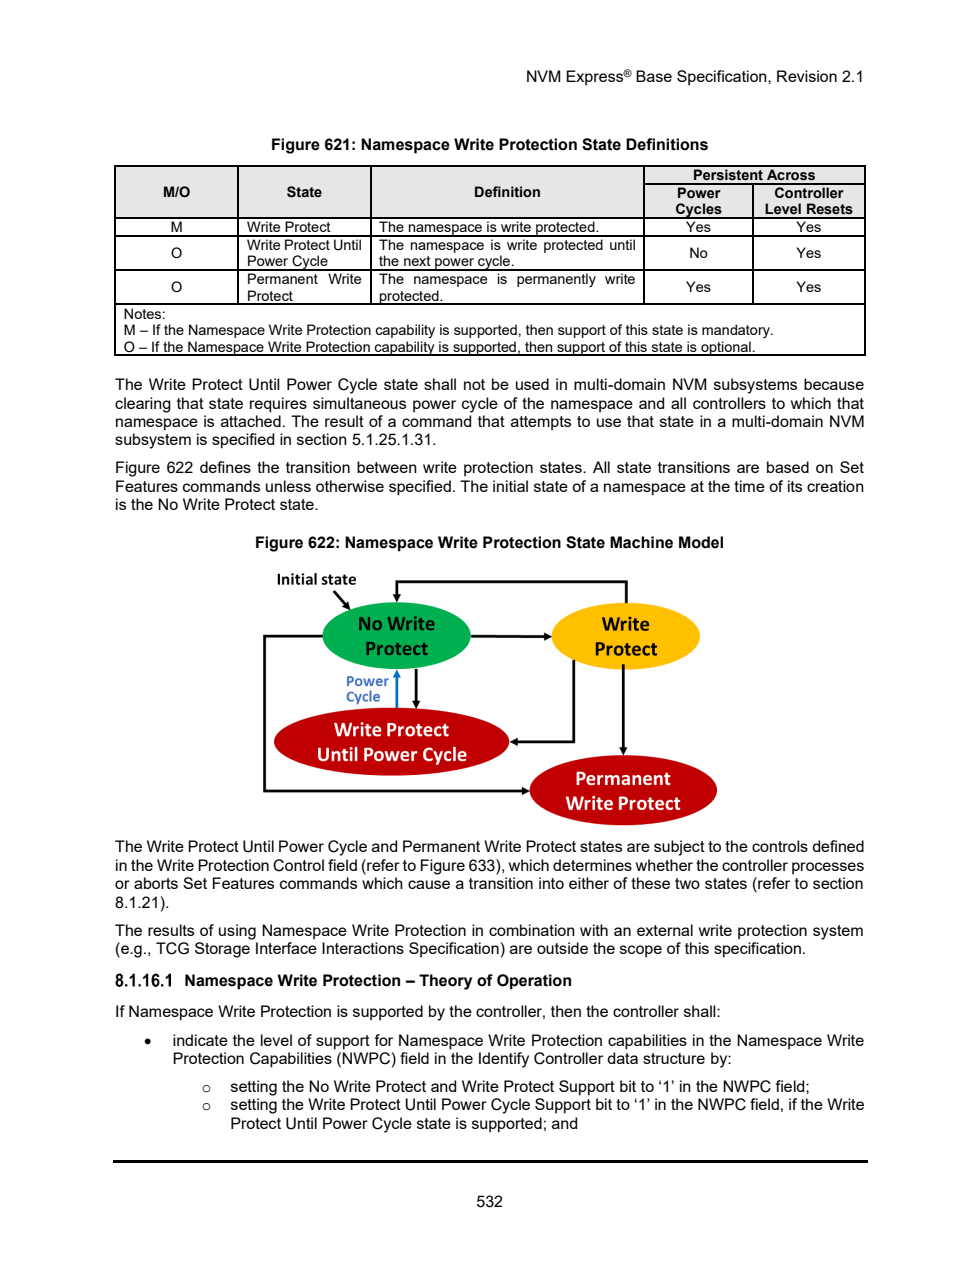 NVM Express® Base Specification, Revision 2.1
Figure 621: Namespace Write Protection State Definitions
M/O
State
Definition
Persistent Across
Power
Cycles
Controller
Level Resets
M
Write Protect
The namespace is write protected.
Yes
Yes
O
Write Protect Until
Power Cycle
The namespace is write protected until
the next power cycle.
No
Yes
O
Permanent Write
Protect
The namespace is permanently write
protected.
Yes
Yes
Notes:
M – If the Namespace Write Protection capability is supported, then support of this state is mandatory.
O – If the Namespace Write Protection capability is supported, then support of this state is optional.
The Write Protect Until Power Cycle state shall not be used in multi-domain NVM subsystems because
clearing that state requires simultaneous power cycle of the namespace and all controllers to which that
namespace is attached. The result of a command that attempts to use that state in a multi-domain NVM
subsystem is specified in section 5.1.25.1.31.
Figure 622 defines the transition between write protection states. All state transitions are based on Set
Features commands unless otherwise specified. The initial state of a namespace at the time of its creation
is the No Write Protect state.
Figure 622: Namespace Write Protection State Machine Model
Initial state
No Write
Protect
Write
Protect
Power
Cycle
Write Protect
Until Power Cycle
Permanent
Write Protect
The Write Protect Until Power Cycle and Permanent Write Protect states are subject to the controls defined
in the Write Protection Control field (refer to Figure 633), which determines whether the controller processes
or aborts Set Features commands which cause a transition into either of these two states (refer to section
8.1.21).
The results of using Namespace Write Protection in combination with an external write protection system
(e.g., TCG Storage Interface Interactions Specification) are outside the scope of this specification.
8.1.16.1 Namespace Write Protection – Theory of Operation
If Namespace Write Protection is supported by the controller, then the controller shall:
• indicate the level of support for Namespace Write Protection capabilities in the Namespace Write
Protection Capabilities (NWPC) field in the Identify Controller data structure by:
o setting the No Write Protect and Write Protect Support bit to ‘1’ in the NWPC field;
o setting the Write Protect Until Power Cycle Support bit to ‘1’ in the NWPC field, if the Write
Protect Until Power Cycle state is supported; and
532